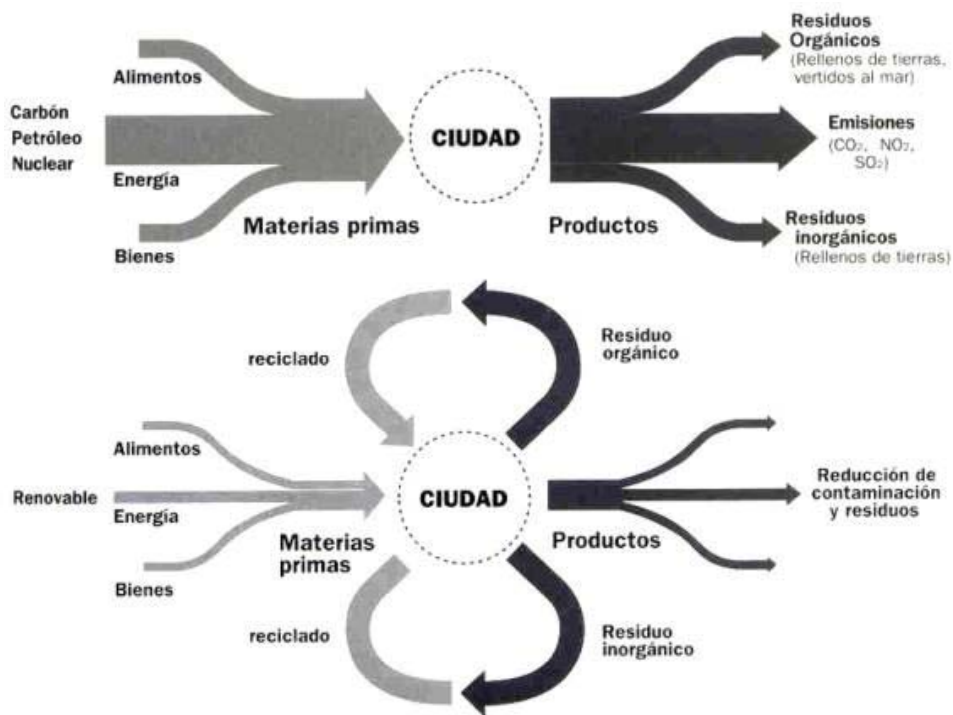 Alimentos
Carbón
Petróleo
Nuclear
Energía
Bienes
Materias primas
CIUDAD
Productos
Residuos
Orgánicos
(Rellenos de tierras,
vertidos al mar)
Emisiones
(CO₂, NO₂,
SO₂)
Residuos
inorgánicos
(Rellenos de tierras)
reciclado
Residuo
orgánico
Alimentos
Renovable
Energía
Bienes
Materias
primas
CIUDAD
Productos
Reducción de
contaminación
y residuos
reciclado
Residuo
inorgánico